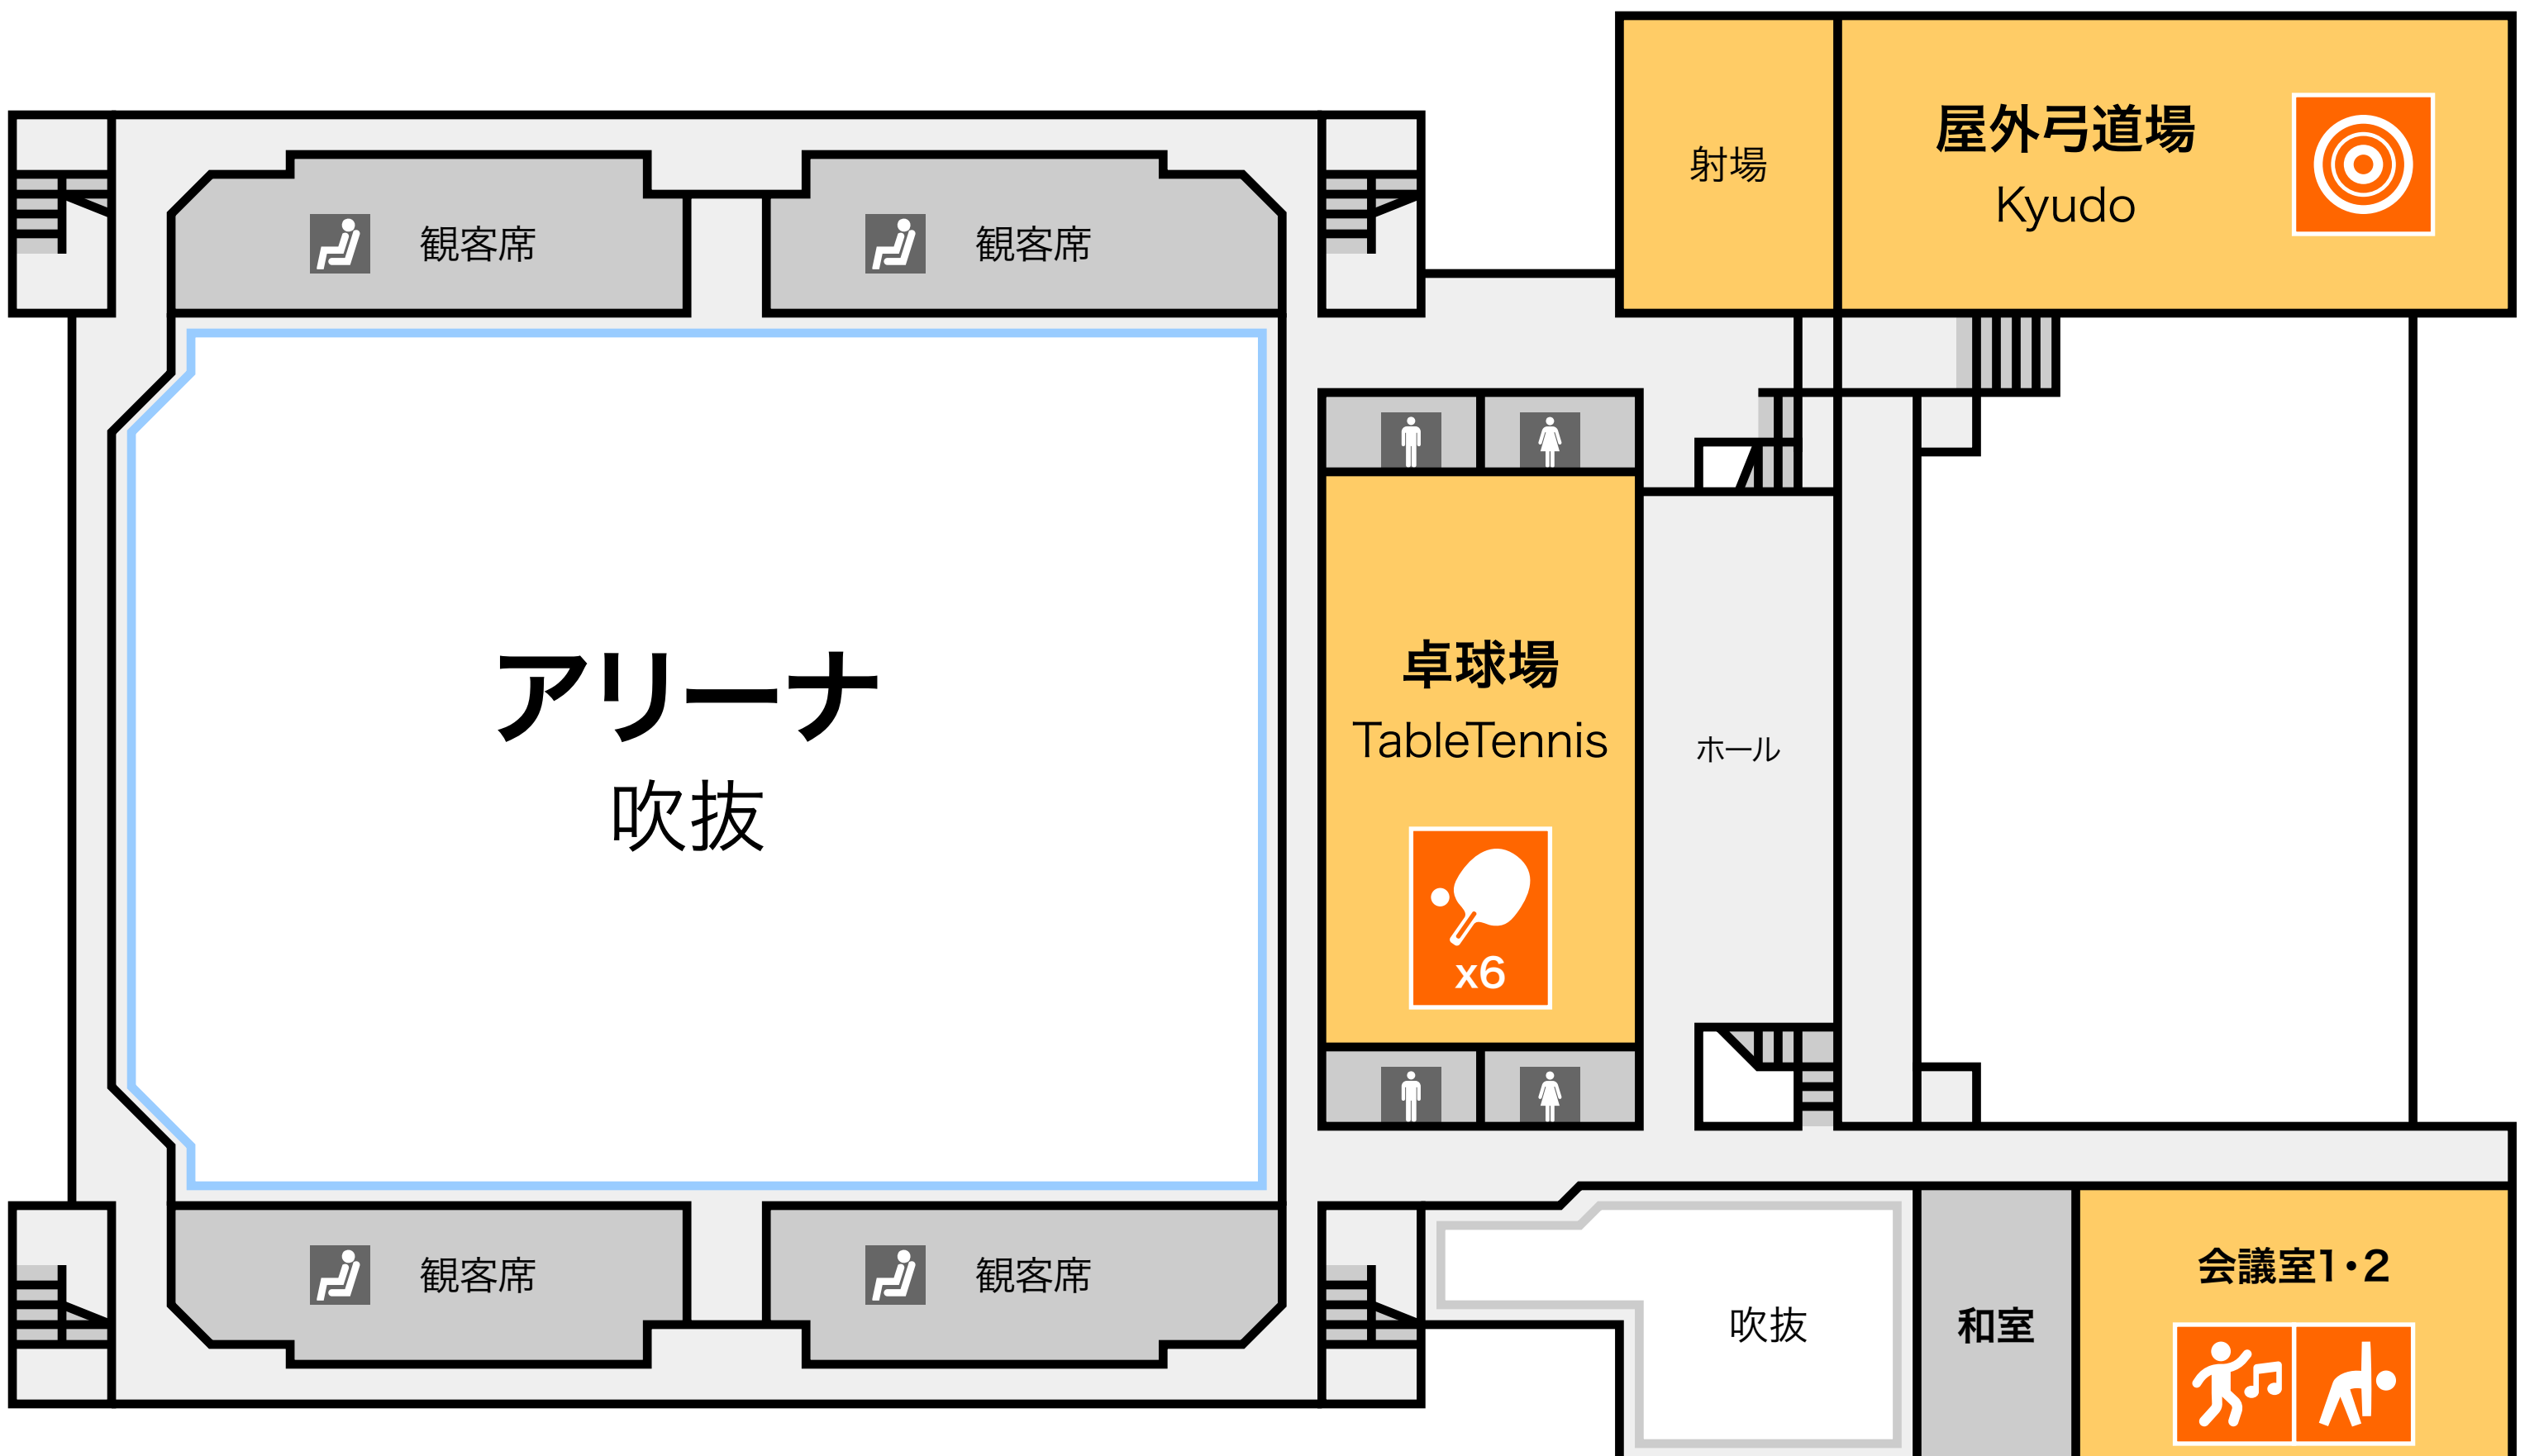 屋外弓道場
Kyudo
射場
観客席
観客席
アリーナ
吹抜
卓球場
TableTennis
x6
ホール
観客席
観客席
吹抜
和室
会議室1・2